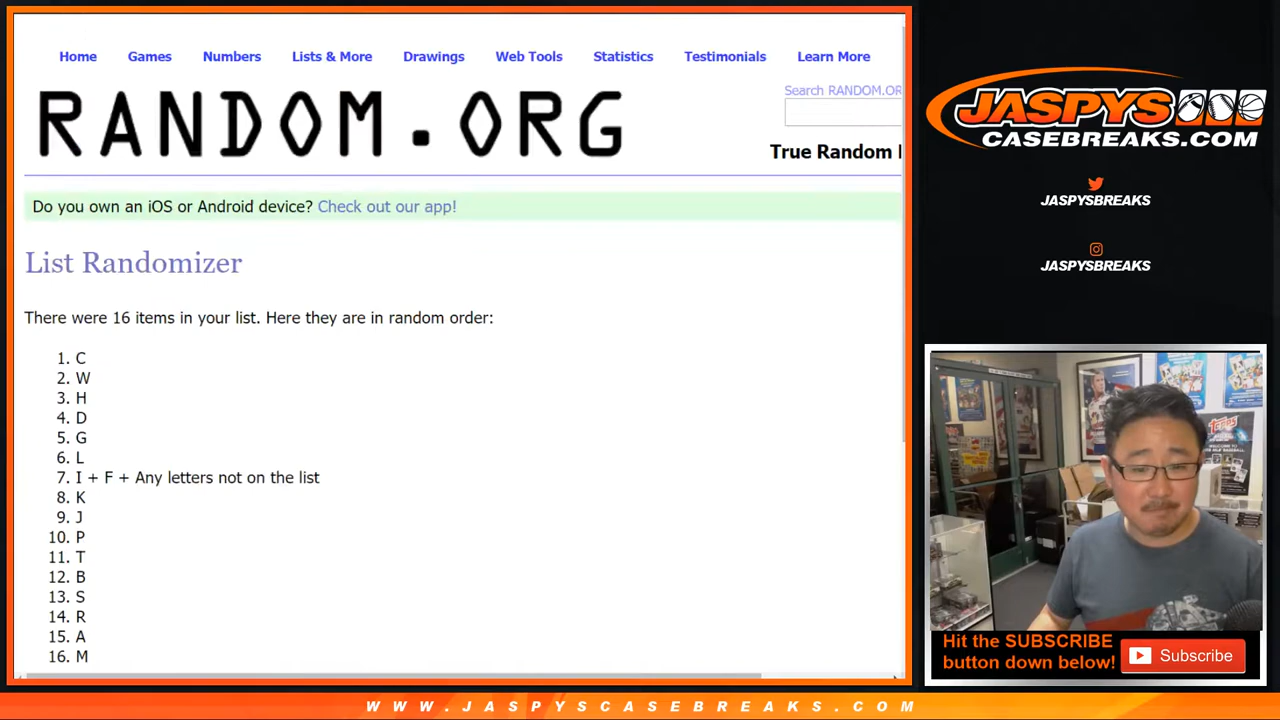 Home Games Numbers Lists & More Drawings Web Tools Statistics Testimonials Learn More
Search RANDOM.OR
RANDOM.ORG
True Random
Do you own an iOS or Android device? Check out our app!
List Randomizer
There were 16 items in your list. Here they are in random order:
1. C
2. W
3. H
4. D
5. G
6. L
7. I + F + Any letters not on the list
8. K
9. J
10. P
11. T
12. B
13. S
14. R
15. A
16. M
JASPYS
CASEBREAKS.COM
JASPYSBREAKS
JASPYSBREAKS
Hit the SUBSCRIBE
button down below!
Subscribe
WWW.JASPYSCASEBREAKS.COM